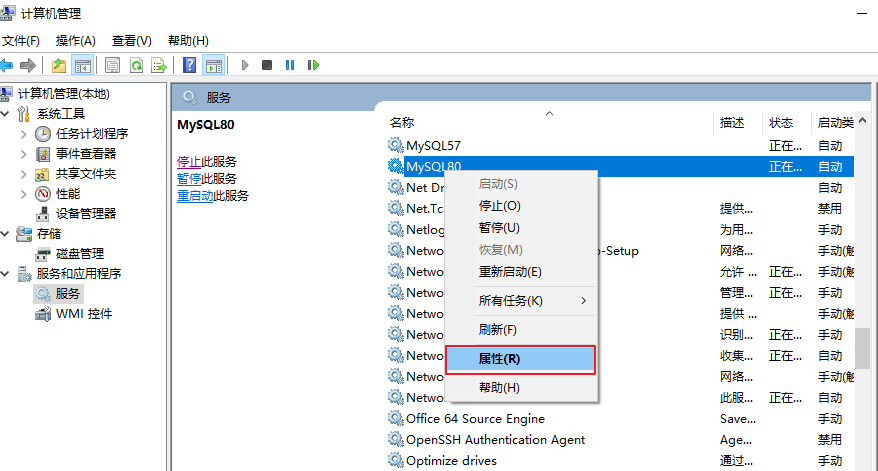 计算机管理
文件(F) 操作(A) 查看(V) 帮助(H)
计算机管理(本地)
系统工具
任务计划程序
事件查看器
共享文件夹
性能
设备管理器
存储
磁盘管理
服务和应用程序
服务
WMI 控件
服务
MySQL80
停止此服务
暂停此服务
重启动此服务
名称 描述 状态 启动类
MySQL57 正在... 自动
MySQL80 正在... 自动
Net Dr 自动
Net.Tc 提供... 禁用
Netlog 为用... 手动
Netwo p-Setup 网络... 手动(触
Netwo 允许 ... 正在... 手动
Netwo 管理... 正在... 手动
Netwo 提供 ... 手动(触
Netwo 识别... 正在... 手动
Netwo 收集... 正在... 自动
Netwo 网络... 手动(触
Netwo 此服... 正在... 自动
Office 64 Source Engine Save... 手动
OpenSSH Authentication Agent Age... 禁用
Optimize drives 通过... 手动
启动(S)
停止(O)
暂停(U)
恢复(M)
重新启动(E)
所有任务(K)
刷新(F)
属性(R)
帮助(H)